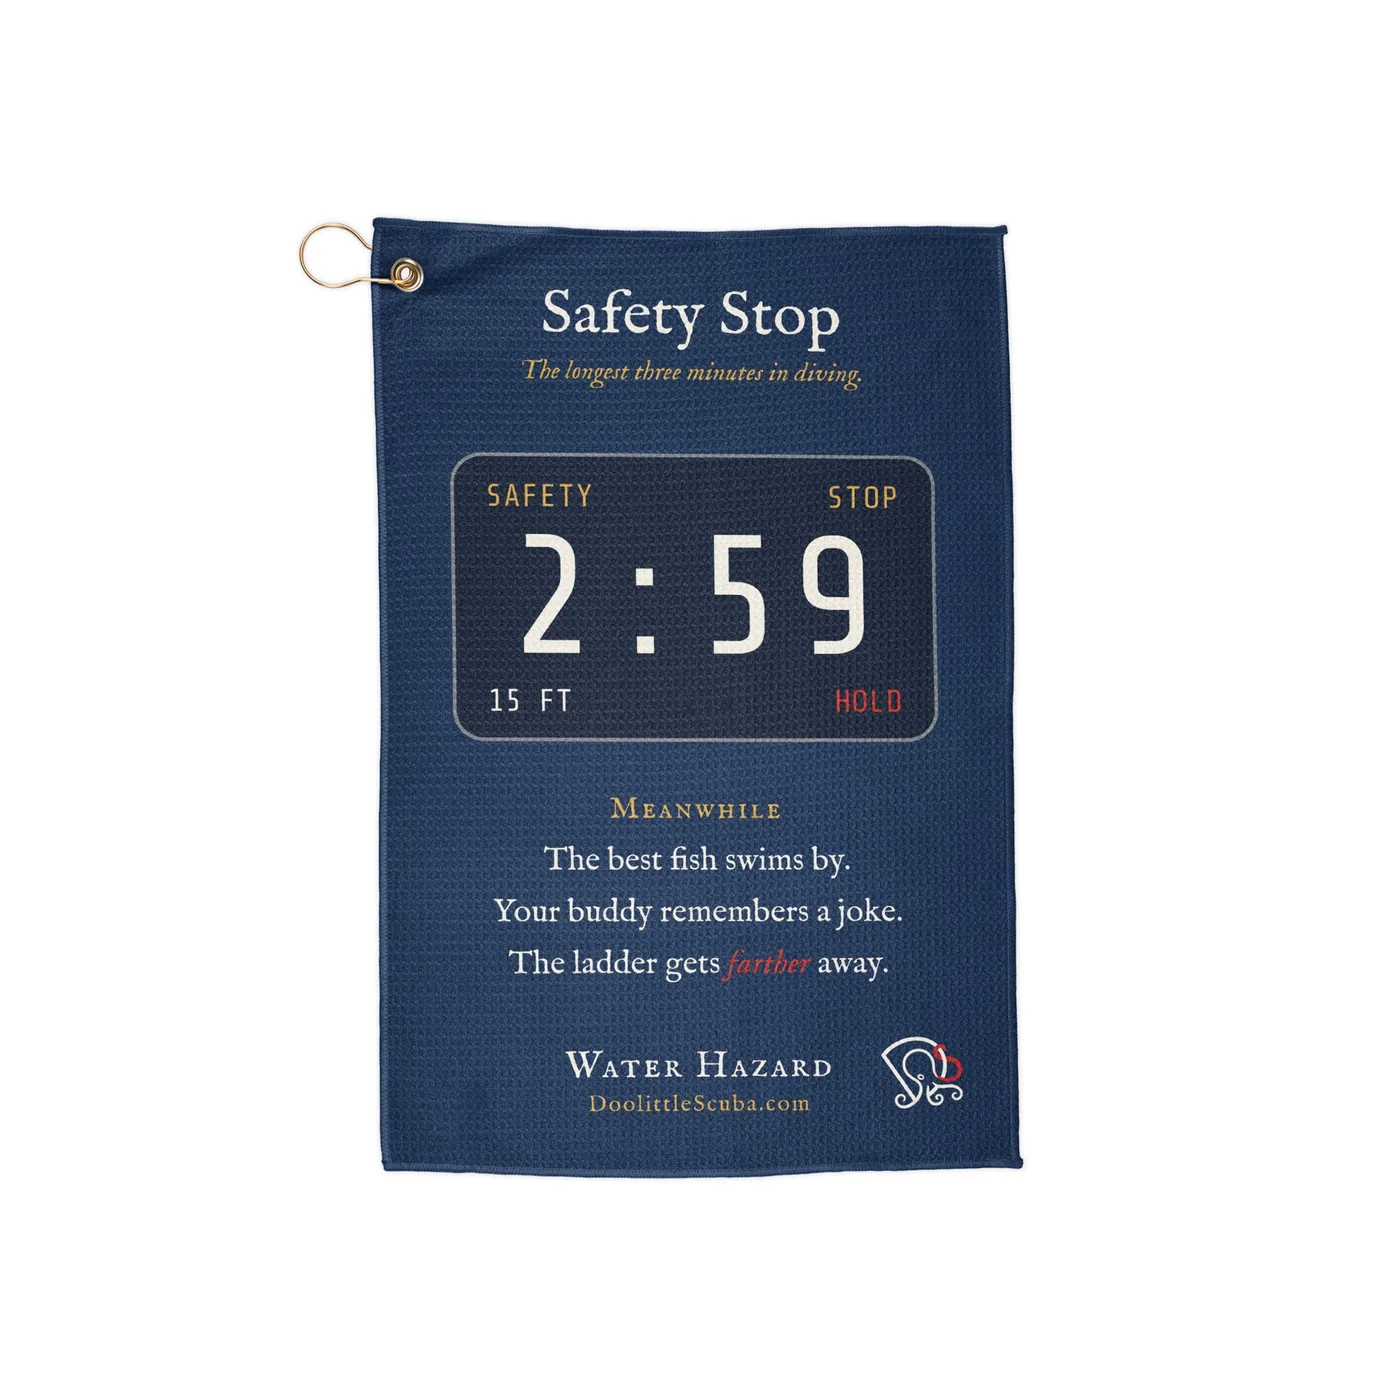 Safety Stop
The longest three minutes in diving.
SAFETY STOP
2:59
15 FT HOLD
MEANWHILE
The best fish swims by.
Your buddy remembers a joke.
The ladder gets farther away.
WATER HAZARD
DoolittleScuba.com